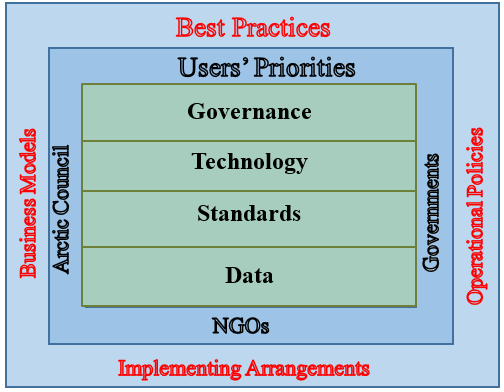 Best Practices
Users' Priorities
Governance
Technology
Standards
Data
Business Models
Arctic Council
Governments
Operational Policies
NGOs
Implementing Arrangements